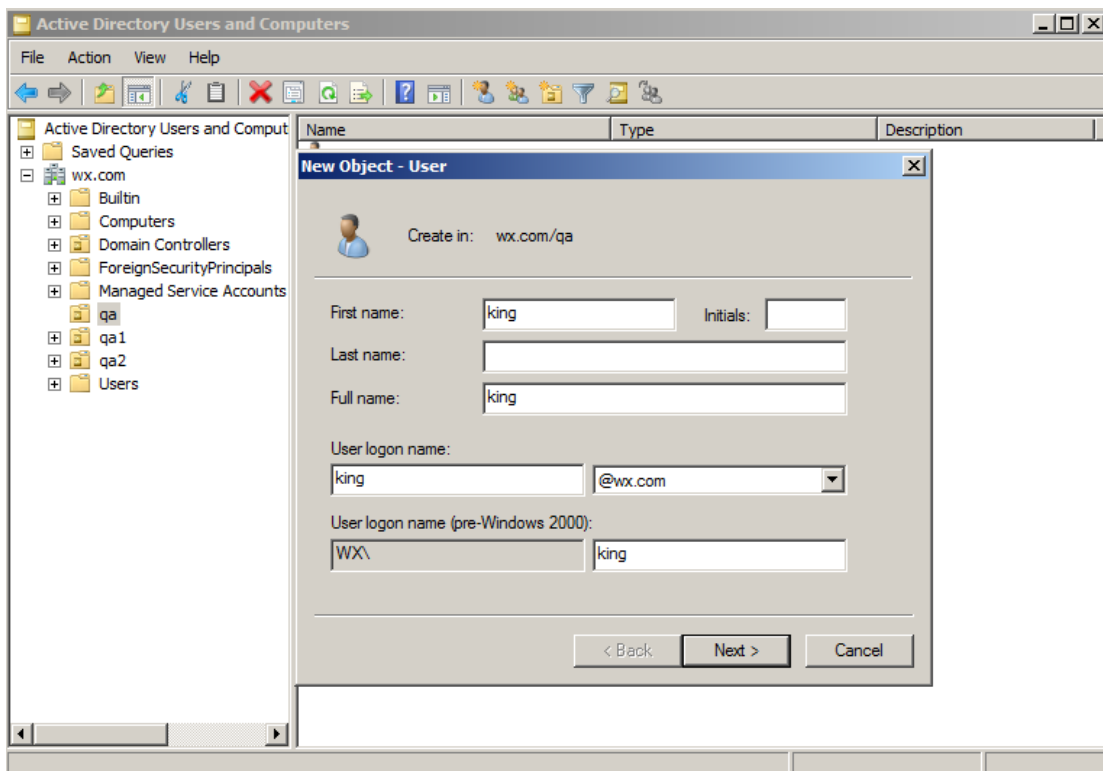 Active Directory Users and Computers
File Action View Help
Active Directory Users and Comput
Name Type Description
Saved Queries
wx.com
Builtin
Computers
Domain Controllers
ForeignSecurityPrincipals
Managed Service Accounts
qa
qa1
qa2
Users
New Object - User
Create in: wx.com/qa
First name: king Initials:
Last name:
Full name: king
User logon name:
king @wx.com
User logon name (pre-Windows 2000):
WX\ king
< Back Next > Cancel